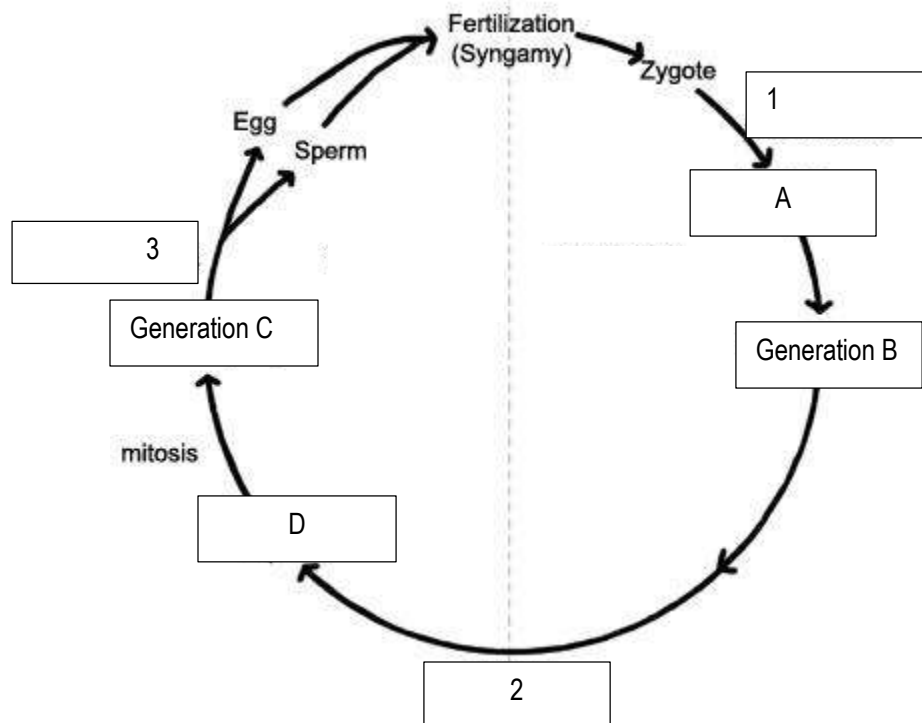 Fertilization
(Syngamy)
Zygote
1
Egg
Sperm
A
3
Generation C
Generation B
mitosis
D
2